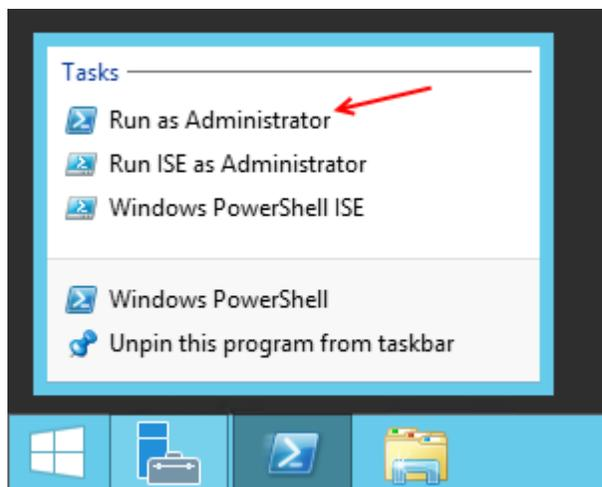 Tasks
Run as Administrator
Run ISE as Administrator
Windows PowerShell ISE
Windows PowerShell
Unpin this program from taskbar